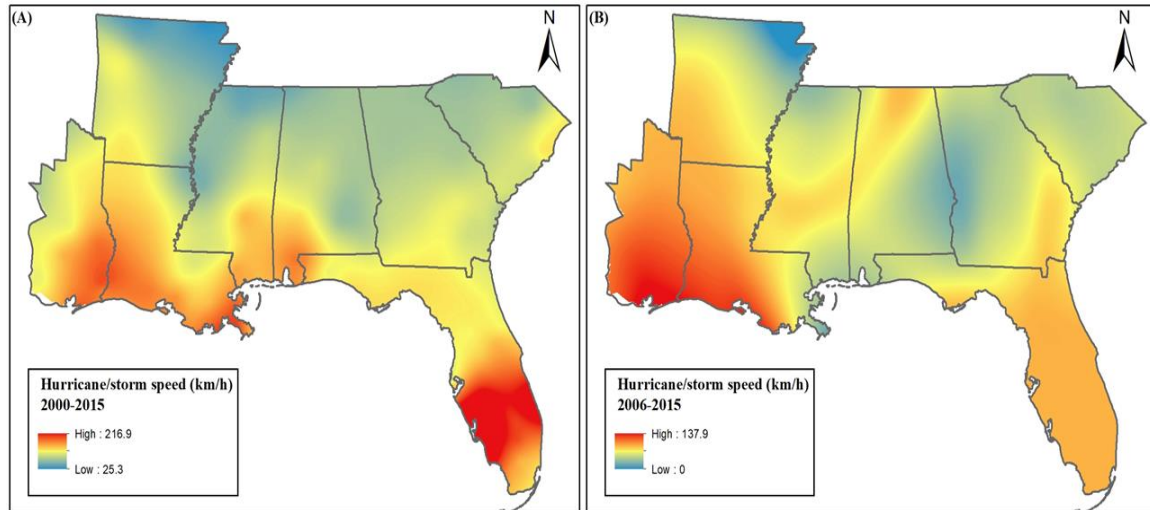 (A)
N
Hurricane/storm speed (km/h)
2000-2015
High : 216.9
Low : 25.3
(B)
N
Hurricane/storm speed (km/h)
2006-2015
High : 137.9
Low : 0